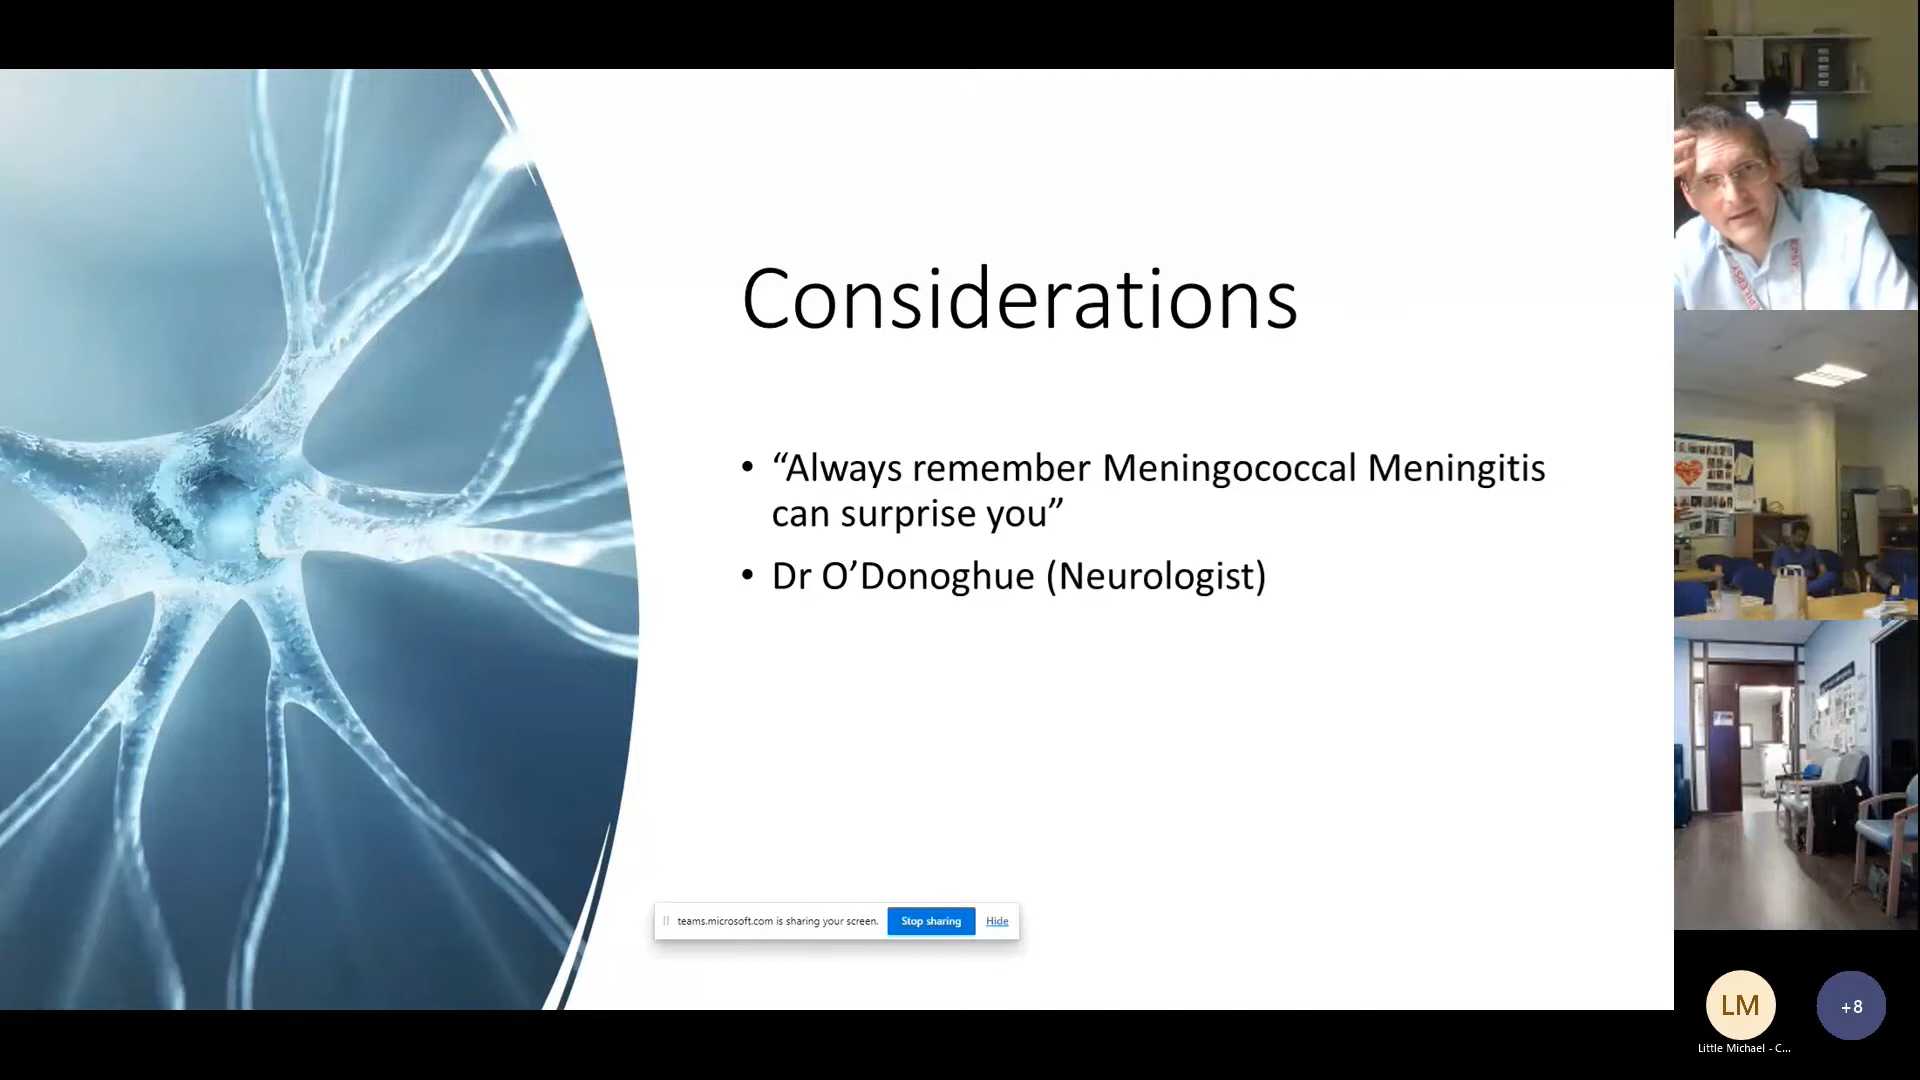 Considerations
• “Always remember Meningococcal Meningitis
can surprise you”
• Dr O’Donoghue (Neurologist)
teams.microsoft.com is sharing your screen.
Stop sharing
Hide
EPILEPSY
LM
+8
Little Michael - C...